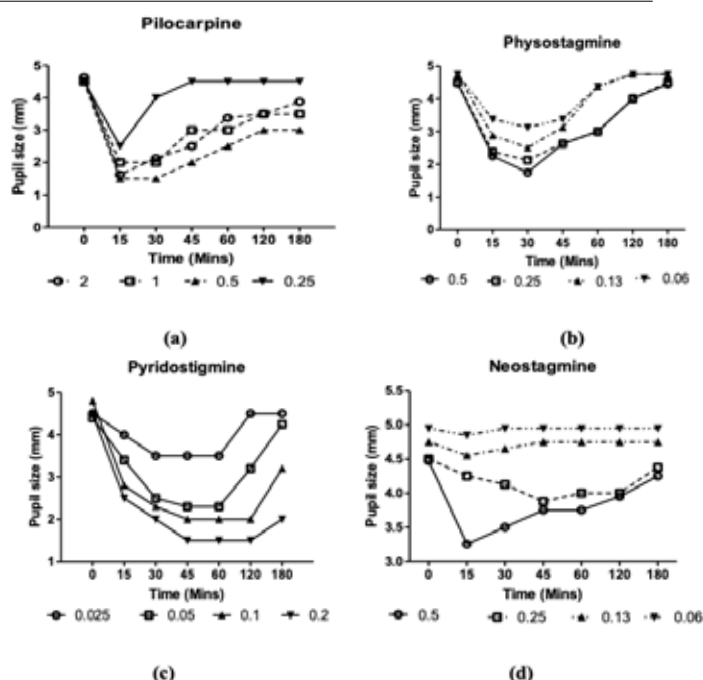 Pilocarpine
Pupil size (mm)
5
4
3
2
1
0
0 15 30 45 60 120 180
Time (Mins)
2 1 0.5 0.25
(a)
Physostagmine
Pupil size (mm)
5
4
3
2
1
0
0 15 30 45 60 120 180
Time (Mins)
0.5 0.25 0.13 0.06
(b)
Pyridostigmine
Pupil size (mm)
5
4
3
2
1
0 15 30 45 60 120 180
Time (Mins)
0.025 0.05 0.1 0.2
(c)
Neostagmine
Pupil size (mm)
5.5
5.0
4.5
4.0
3.5
3.0
0 15 30 45 60 120 180
Time (Mins)
0.5 0.25 0.13 0.06
(d)